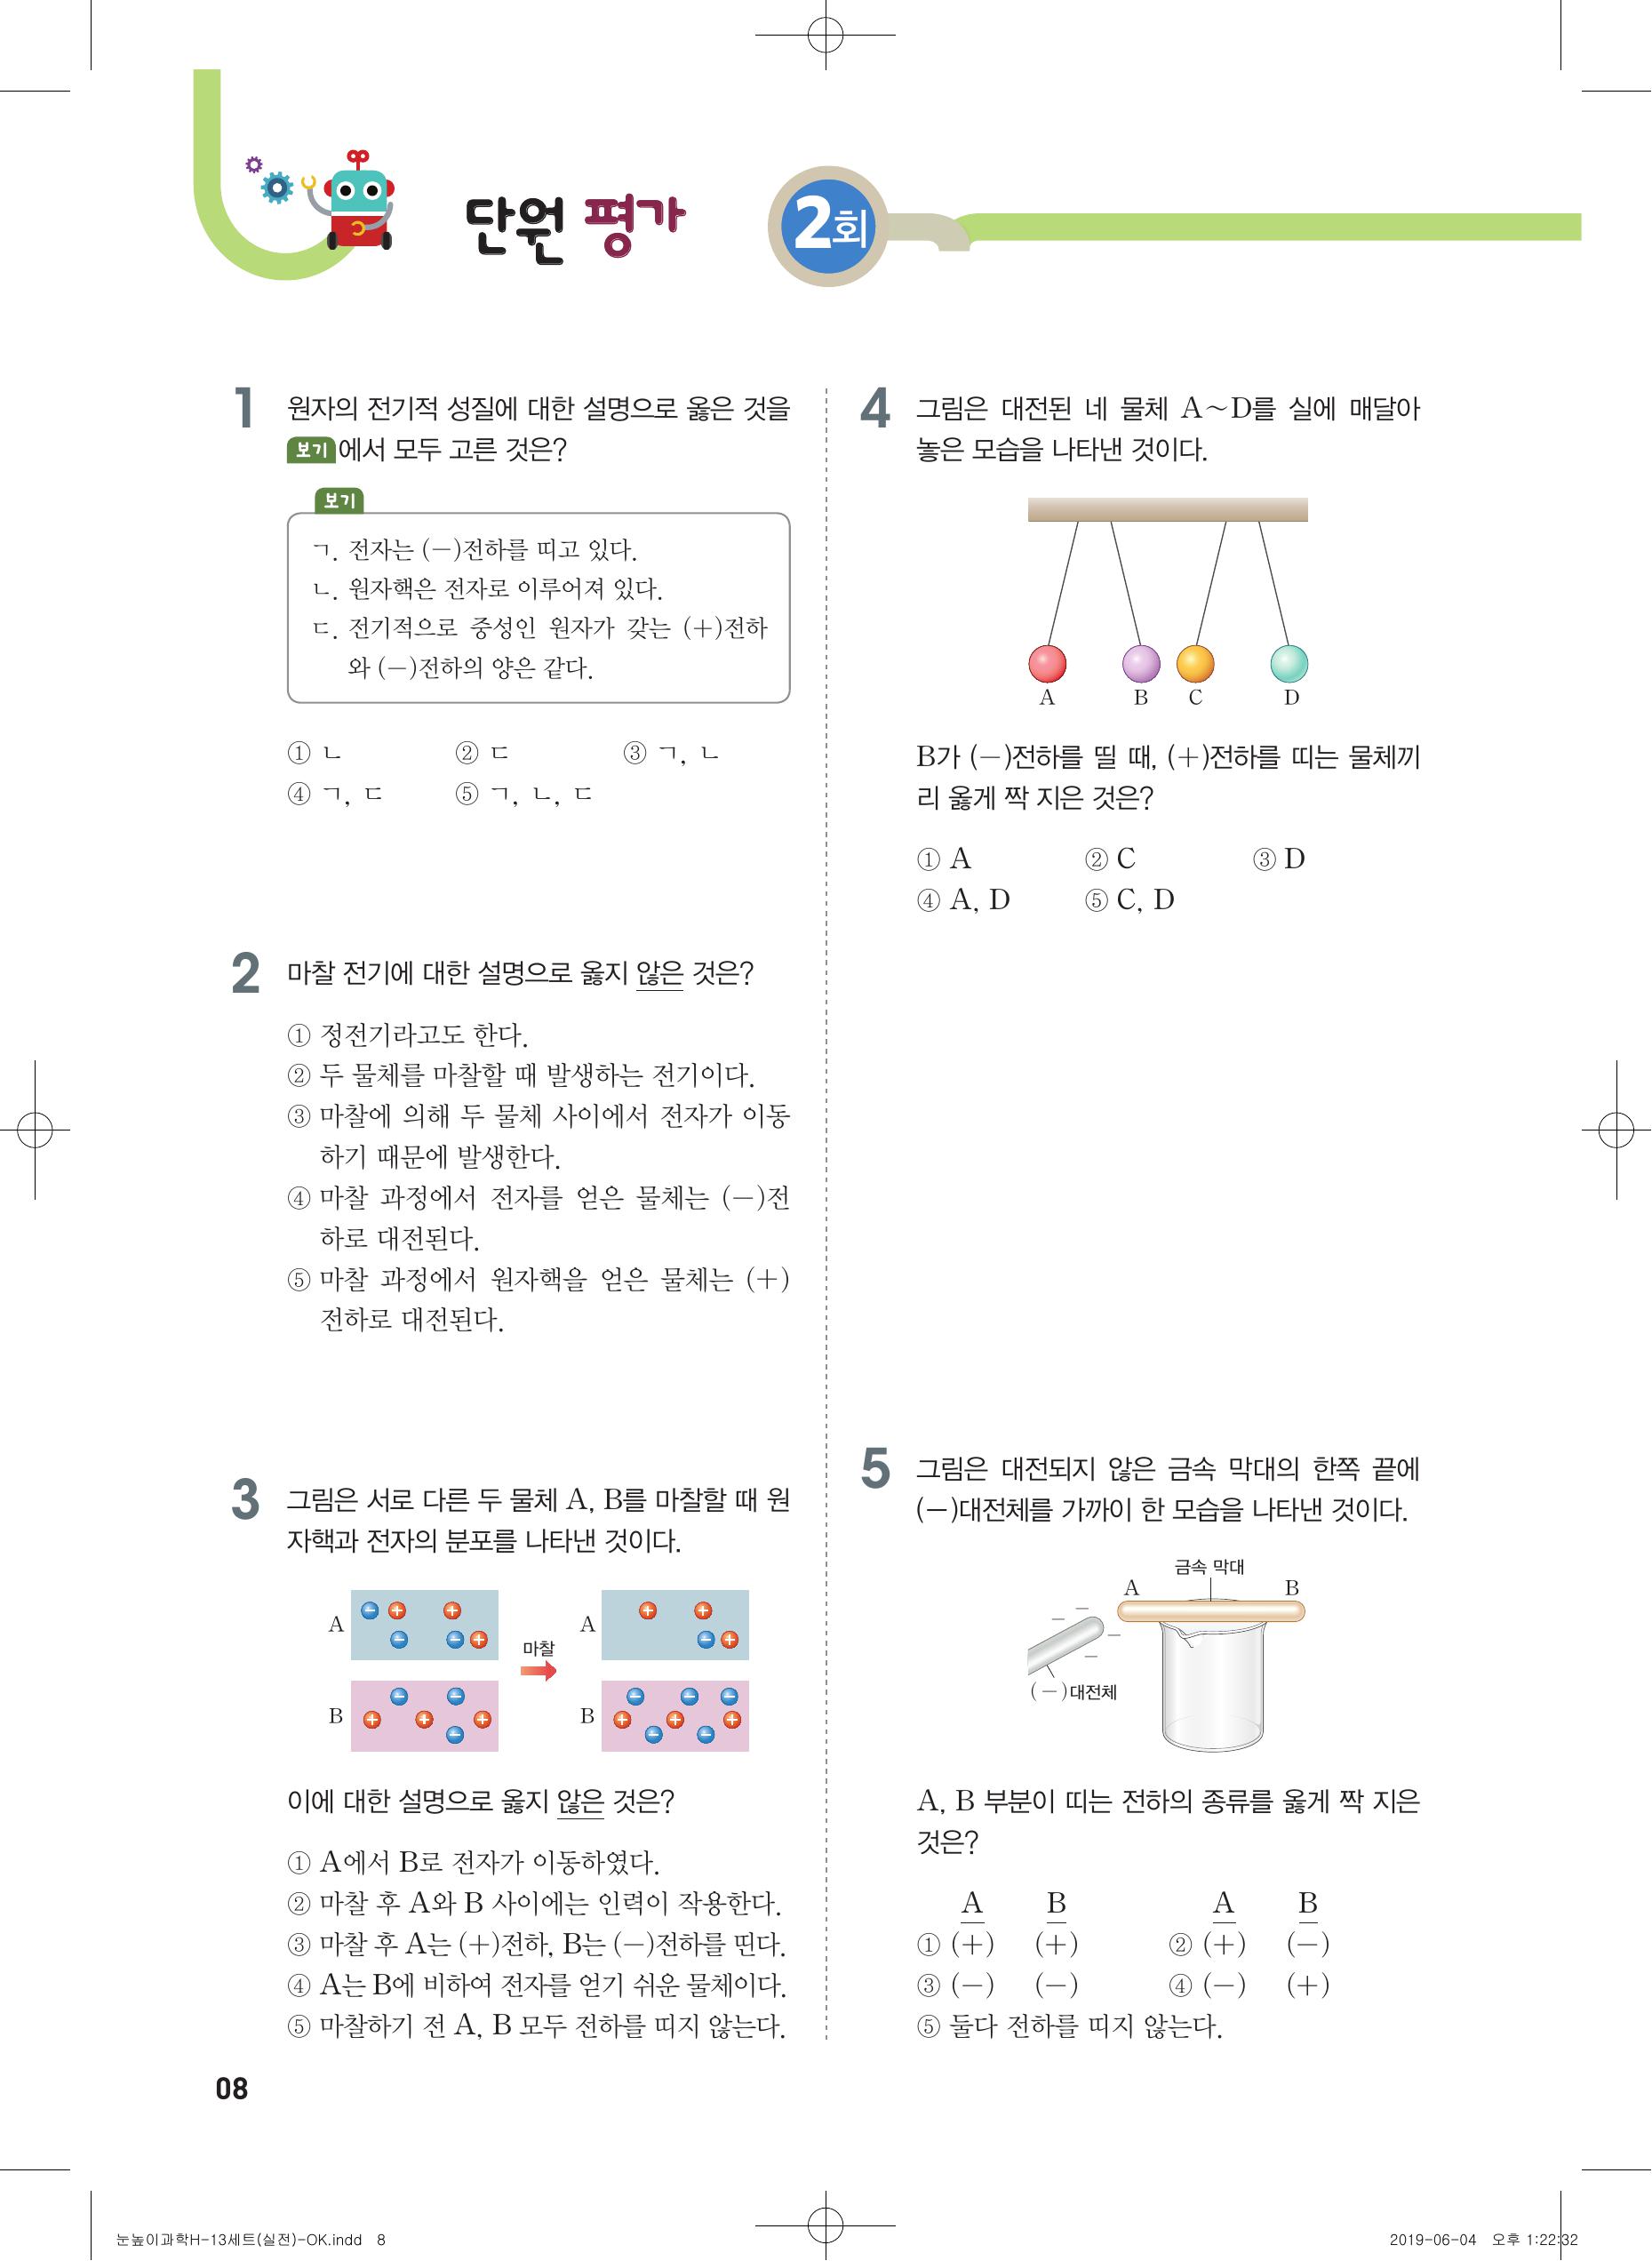 단원 평가 2회
1 원자의 전기적 성질에 대한 설명으로 옳은 것을
보기 에서 모두 고른 것은?
보기
ㄱ. 전자는 (-)전하를 띠고 있다.
ㄴ. 원자핵은 전자로 이루어져 있다.
ㄷ. 전기적으로 중성인 원자가 갖는 (+)전하
와 (-)전하의 양은 같다.
① ㄴ ② ㄷ ③ ㄱ, ㄴ
④ ㄱ, ㄷ ⑤ ㄱ, ㄴ, ㄷ
2 마찰 전기에 대한 설명으로 옳지 않은 것은?
① 정전기라고도 한다.
② 두 물체를 마찰할 때 발생하는 전기이다.
③ 마찰에 의해 두 물체 사이에서 전자가 이동
하기 때문에 발생한다.
④ 마찰 과정에서 전자를 얻은 물체는 (-)전
하로 대전된다.
⑤ 마찰 과정에서 원자핵을 얻은 물체는 (+)
전하로 대전된다.
3 그림은 서로 다른 두 물체 A, B를 마찰할 때 원
자핵과 전자의 분포를 나타낸 것이다.
A A
마찰
B B
이에 대한 설명으로 옳지 않은 것은?
① A에서 B로 전자가 이동하였다.
② 마찰 후 A와 B 사이에는 인력이 작용한다.
③ 마찰 후 A는 (+)전하, B는 (-)전하를 띤다.
④ A는 B에 비하여 전자를 얻기 쉬운 물체이다.
⑤ 마찰하기 전 A, B 모두 전하를 띠지 않는다.
4 그림은 대전된 네 물체 A~D를 실에 매달아
놓은 모습을 나타낸 것이다.
A B C D
B가 (-)전하를 띨 때, (+)전하를 띠는 물체끼
리 옳게 짝 지은 것은?
① A ② C ③ D
④ A, D ⑤ C, D
5 그림은 대전되지 않은 금속 막대의 한쪽 끝에
(-)대전체를 가까이 한 모습을 나타낸 것이다.
금속 막대
A B
(-)대전체
A, B 부분이 띠는 전하의 종류를 옳게 짝 지은
것은?
A B A B
① (+) (+) ② (+) (-)
③ (-) (-) ④ (-) (+)
⑤ 둘다 전하를 띠지 않는다.
08
눈높이과학H-13세트(실전)-OK.indd 8 2019-06-04 오후 1:22:32